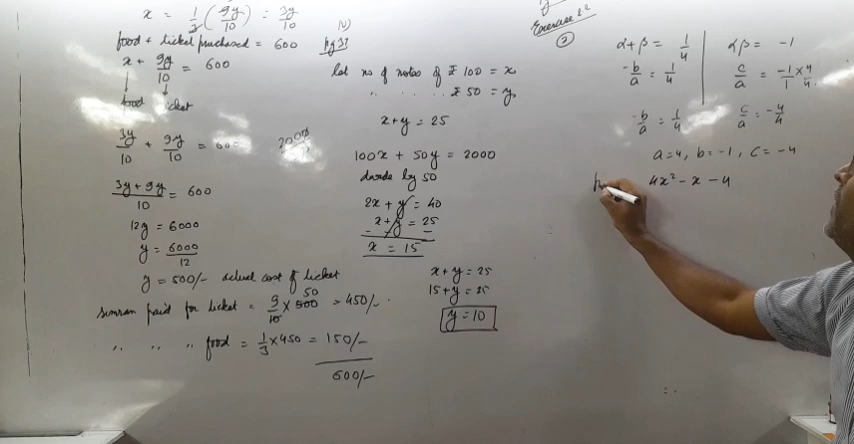 x = 1/3 (9y/10) = 3y/10
food + ticket purchased = 600
x + 9y/10 = 600
food ticket
3y/10 + 9y/10 = 600
3y + 9y/10 = 600
12y = 6000
y = 6000/12
y = 500/- actual cost of ticket
Simran paid for ticket = 9/10 × 500 50 = 450/-
" " " food = 1/3 × 450 = 150/-
600/-
IV)
let no of notes of ₹ 100 = x
" " " " ₹ 50 = y
x + y = 25
100x + 50y = 2000
divide by 50
2x + y = 40
x + y = 25
- - -
x = 15
x + y = 25
15 + y = 25
y = 10
Exercise 2.2
②
α + β = 1/4
-b/a = 1/4
-b/a = 1/4
αβ = -1
c/a = -1/1 × 4/4
c/a = -4/4
a = 4, b = -1, c = -4
4x² - x - 4